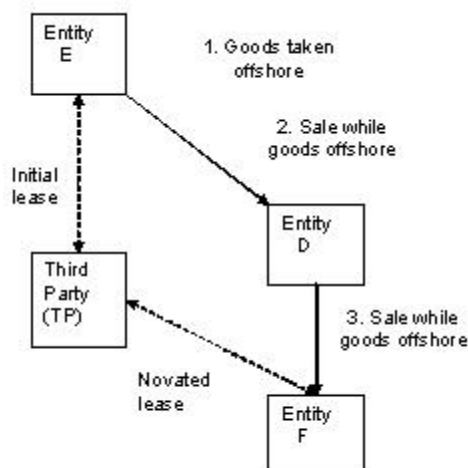 Entity
E
1. Goods taken
offshore
2. Sale while
goods offshore
Initial
lease
Entity
D
Third
Party
(TP)
3. Sale while
goods offshore
Novated
lease
Entity
F